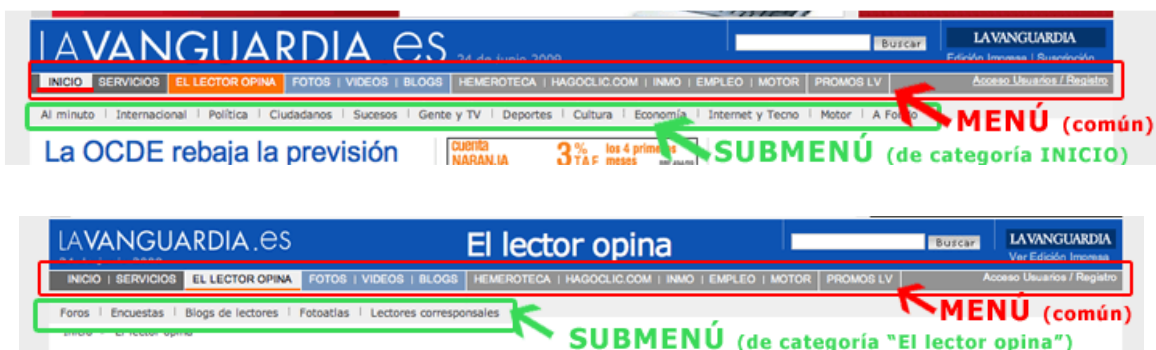 LAVANGUARDIA.es
24 de junio 2009
Buscar
LAVANGUARDIA
Edición Impresa | Suscripción
INICIO SERVICIOS EL LECTOR OPINA FOTOS | VIDEOS | BLOGS HEMEROTECA | HAGOCLIC.COM | INMO | EMPLEO | MOTOR PROMOS LV Acceso Usuarios / Registro
Al minuto | Internacional | Política | Ciudadanos | Sucesos | Gente y TV | Deportes | Cultura | Economía | Internet y Tecno | Motor | A Fondo
MENÚ (común)
La OCDE rebaja la previsión
cuenta NARANJA 3% TAE los 4 primeros meses
SUBMENÚ (de categoría INICIO)
LAVANGUARDIA.es
El lector opina
Buscar
LAVANGUARDIA
Ver Edición Impresa
INICIO | SERVICIOS EL LECTOR OPINA FOTOS | VIDEOS | BLOGS HEMEROTECA | HAGOCLIC.COM | INMO | EMPLEO | MOTOR PROMOS LV Acceso Usuarios / Registro
Foros | Encuestas | Blogs de lectores | Fotoatlas | Lectores corresponsales
MENÚ (común)
Inicio El lector opina
SUBMENÚ (de categoría "El lector opina")